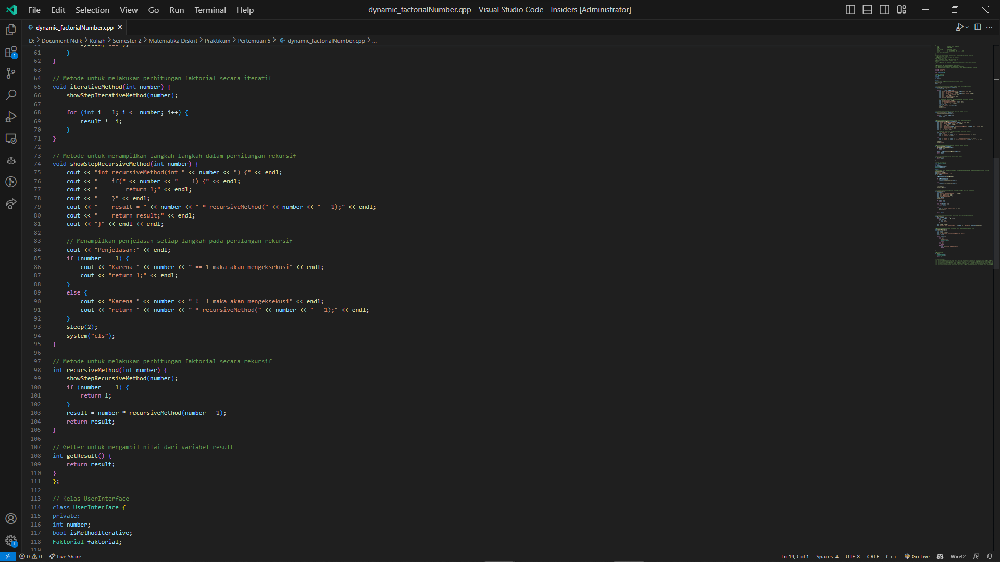 File Edit Selection View Go Run Terminal Help dynamic_factorialNumber.cpp - Visual Studio Code - Insiders [Administrator]
dynamic_factorialNumber.cpp
D: > Document Ndik > Kuliah > Semester 2 > Matematika Diskrit > Praktikum > Pertemuan 5 > dynamic_factorialNumber.cpp > ...
61 }
62 }
63
64 // Metode untuk melakukan perhitungan faktorial secara iteratif
65 void iterativeMethod(int number) {
66 showStepIterativeMethod(number);
67
68 for (int i = 1; i <= number; i++) {
69 result *= i;
70 }
71 }
72
73 // Metode untuk menampilkan langkah-langkah dalam perhitungan rekursif
74 void showStepRecursiveMethod(int number) {
75 cout << "int recursiveMethod(int " << number << ") {" << endl;
76 cout << "    if(" << number << " == 1) {" << endl;
77 cout << "        return 1;" << endl;
78 cout << "    }" << endl;
79 cout << "    result = " << number << " * recursiveMethod(" << number << " - 1);" << endl;
80 cout << "    return result;" << endl;
81 cout << "}" << endl << endl;
82
83 // Menampilkan penjelasan setiap langkah pada perulangan rekursif
84 cout << "Penjelasan:" << endl;
85 if (number == 1) {
86 cout << "Karena " << number << " == 1 maka akan mengeksekusi" << endl;
87 cout << "return 1;" << endl;
88 }
89 else {
90 cout << "Karena " << number << " != 1 maka akan mengeksekusi" << endl;
91 cout << "return " << number << " * recursiveMethod(" << number << " - 1);" << endl;
92 }
93 sleep(2);
94 system("cls");
95 }
96
97 // Metode untuk melakukan perhitungan faktorial secara rekursif
98 int recursiveMethod(int number) {
99 showStepRecursiveMethod(number);
100 if (number == 1) {
101 return 1;
102 }
103 result = number * recursiveMethod(number - 1);
104 return result;
105 }
106
107 // Getter untuk mengambil nilai dari variabel result
108 int getResult() {
109 return result;
110 }
111 };
112
113 // Kelas UserInterface
114 class UserInterface {
115 private:
116 int number;
117 bool isMethodIterative;
118 Faktorial faktorial;
119
0 0 Live Share Ln 19, Col 1 Spaces: 4 UTF-8 CRLF C++ Go Live Win32